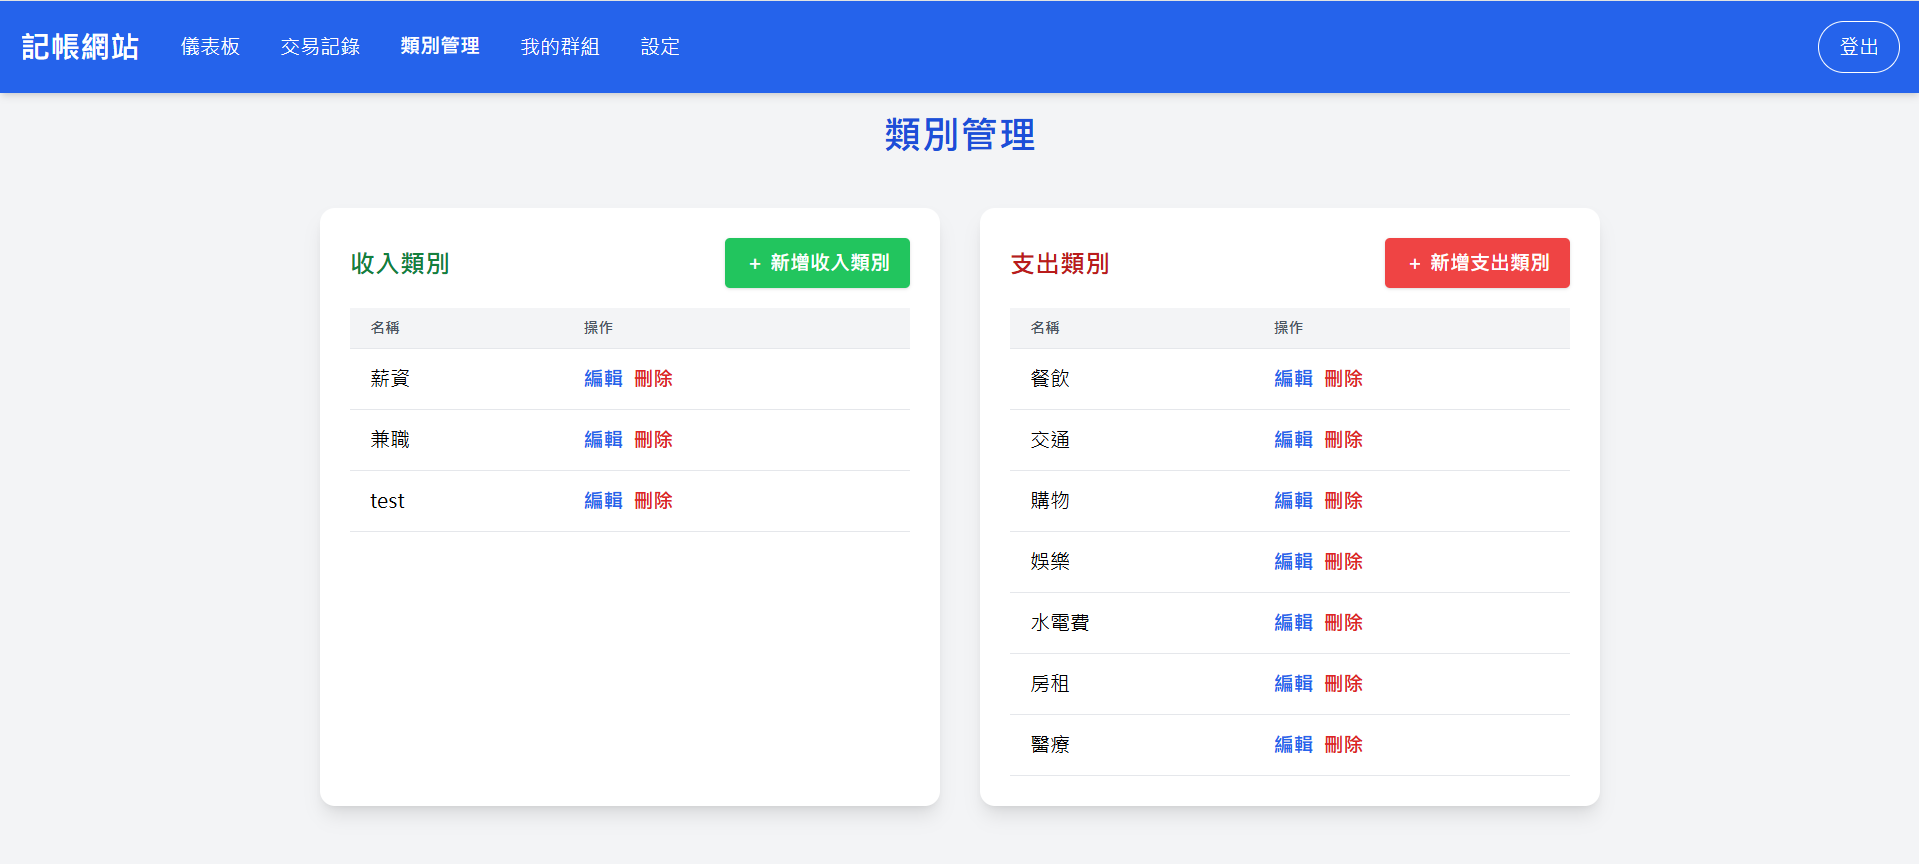 記帳網站 儀表板 交易記錄 類別管理 我的群組 設定 登出
類別管理
收入類別 + 新增收入類別
名稱 操作
薪資 編輯 刪除
兼職 編輯 刪除
test 編輯 刪除
支出類別 + 新增支出類別
名稱 操作
餐飲 編輯 刪除
交通 編輯 刪除
購物 編輯 刪除
娛樂 編輯 刪除
水電費 編輯 刪除
房租 編輯 刪除
醫療 編輯 刪除